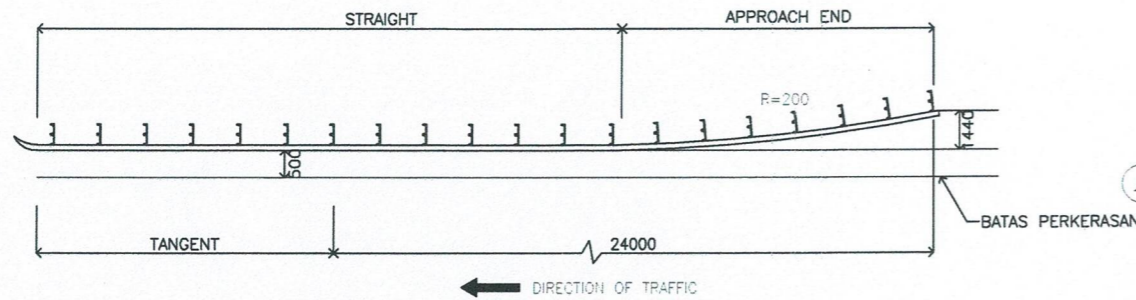 STRAIGHT
APPROACH END
R=200
1440
500
BATAS PERKERASAN
TANGENT
24000
DIRECTION OF TRAFFIC